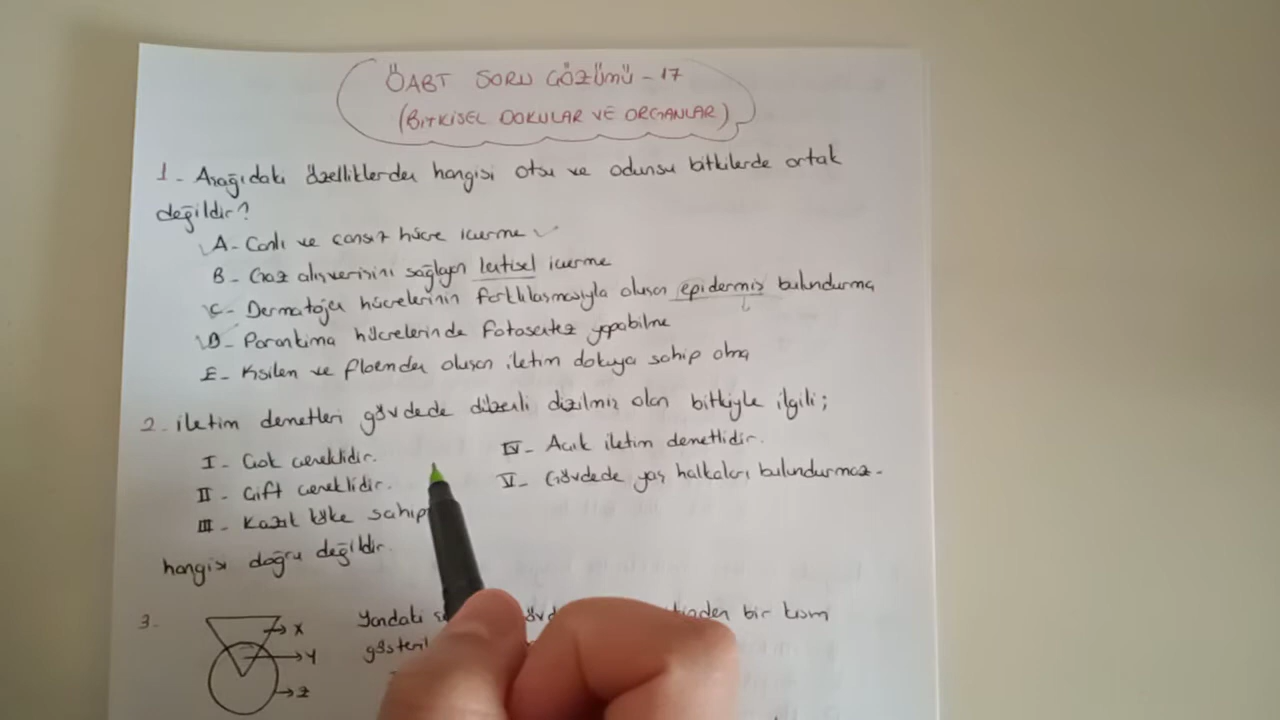 ÖABT SORU ÇÖZÜMÜ - 17
(BİTKİSEL DOKULAR VE ORGANLAR)
1 - Aşağıdaki özelliklerden hangisi otsu ve odunsu bitkilerde ortak
değildir?
A - Canlı ve cansız hücre içerme
B - Gaz alışverişini sağlayan lentisel içerme
C - Dermatojen hücrelerinin farklılaşmasıyla oluşan epidermis bulundurma
D - Parankima hücrelerinde fotosentez yapabilme
E - Ksilem ve floemden oluşan iletim dokuya sahip olma
2 - İletim demetleri gövdede düzenli dizilmiş olan bitkiyle ilgili;
I - Çok çeneklidir.
IV - Açık iletim demetlidir.
II - Çift çeneklidir.
V - Gövdede yaş halkaları bulundurmaz.
III - Kazık köke sahip
hangisi doğru değildir.
3.
Yandaki bir kısım
X
Y
Z